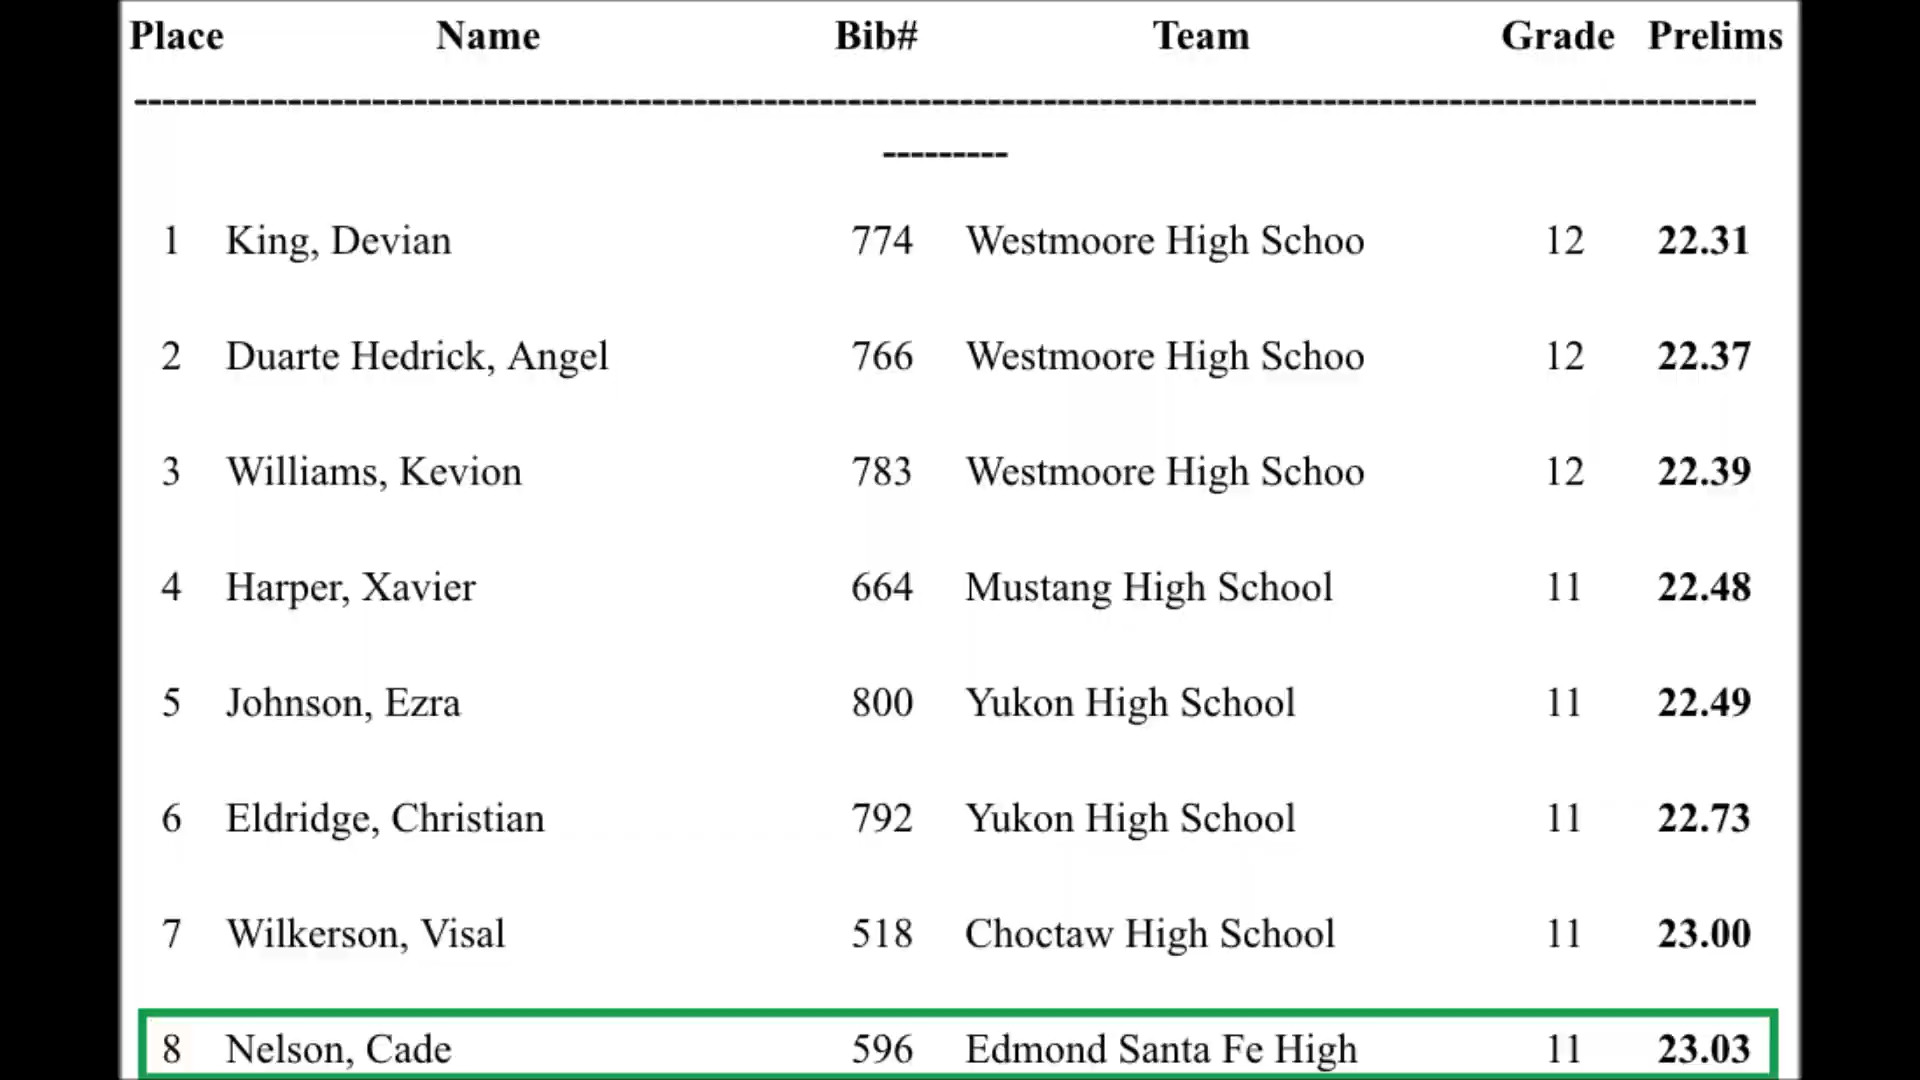 Place Name Bib# Team Grade Prelims
---------------------------------------------------------------------------------------------------------------------
---------
1 King, Devian 774 Westmoore High Schoo 12 22.31
2 Duarte Hedrick, Angel 766 Westmoore High Schoo 12 22.37
3 Williams, Kevion 783 Westmoore High Schoo 12 22.39
4 Harper, Xavier 664 Mustang High School 11 22.48
5 Johnson, Ezra 800 Yukon High School 11 22.49
6 Eldridge, Christian 792 Yukon High School 11 22.73
7 Wilkerson, Visal 518 Choctaw High School 11 23.00
8 Nelson, Cade 596 Edmond Santa Fe High 11 23.03